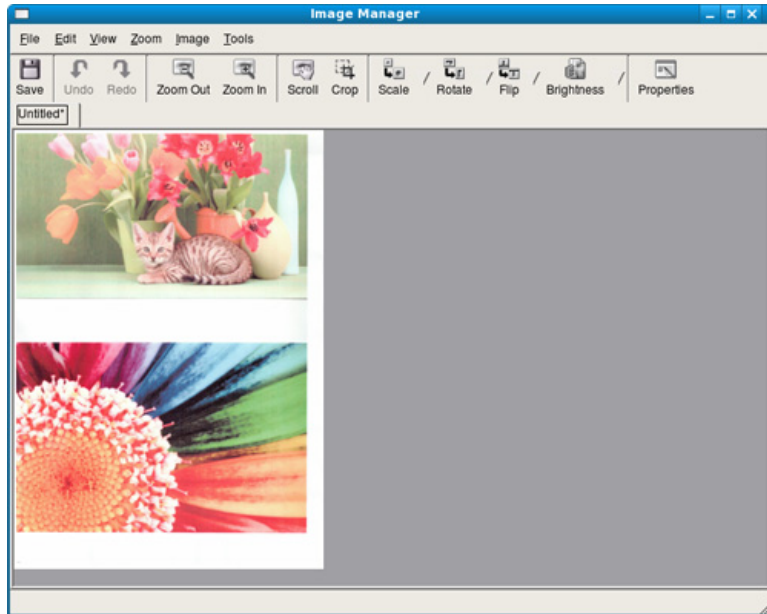 Image Manager
File Edit View Zoom Image Tools
Save Undo Redo Zoom Out Zoom In Scroll Crop Scale / Rotate / Flip / Brightness / Properties
Untitled*